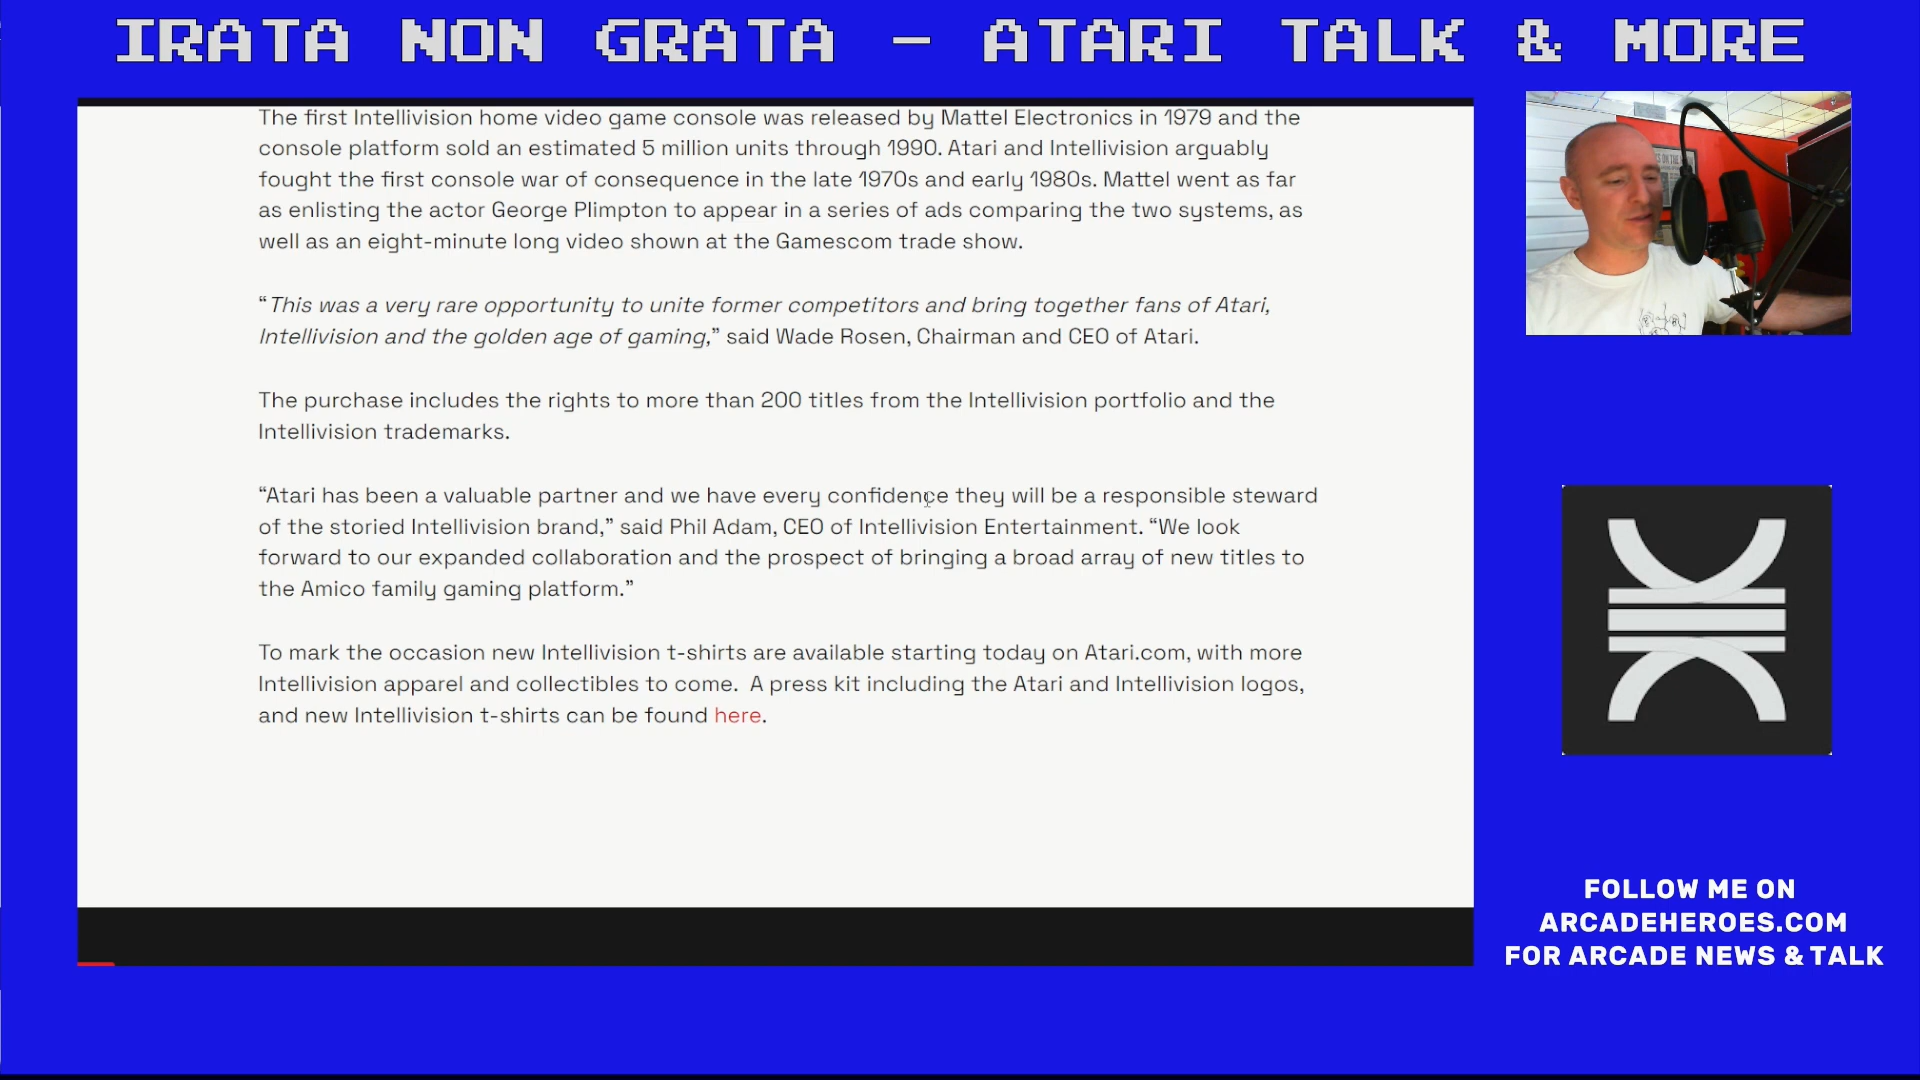 IRATA NON GRATA - ATARI TALK & MORE
The first Intellivision home video game console was released by Mattel Electronics in 1979 and the
console platform sold an estimated 5 million units through 1990. Atari and Intellivision arguably
fought the first console war of consequence in the late 1970s and early 1980s. Mattel went as far
as enlisting the actor George Plimpton to appear in a series of ads comparing the two systems, as
well as an eight-minute long video shown at the Gamescom trade show.
“This was a very rare opportunity to unite former competitors and bring together fans of Atari,
Intellivision and the golden age of gaming,” said Wade Rosen, Chairman and CEO of Atari.
The purchase includes the rights to more than 200 titles from the Intellivision portfolio and the
Intellivision trademarks.
“Atari has been a valuable partner and we have every confidence they will be a responsible steward
of the storied Intellivision brand,” said Phil Adam, CEO of Intellivision Entertainment. “We look
forward to our expanded collaboration and the prospect of bringing a broad array of new titles to
the Amico family gaming platform.”
To mark the occasion new Intellivision t-shirts are available starting today on Atari.com, with more
Intellivision apparel and collectibles to come.  A press kit including the Atari and Intellivision logos,
and new Intellivision t-shirts can be found here.
FOLLOW ME ON
ARCADEHEROES.COM
FOR ARCADE NEWS & TALK